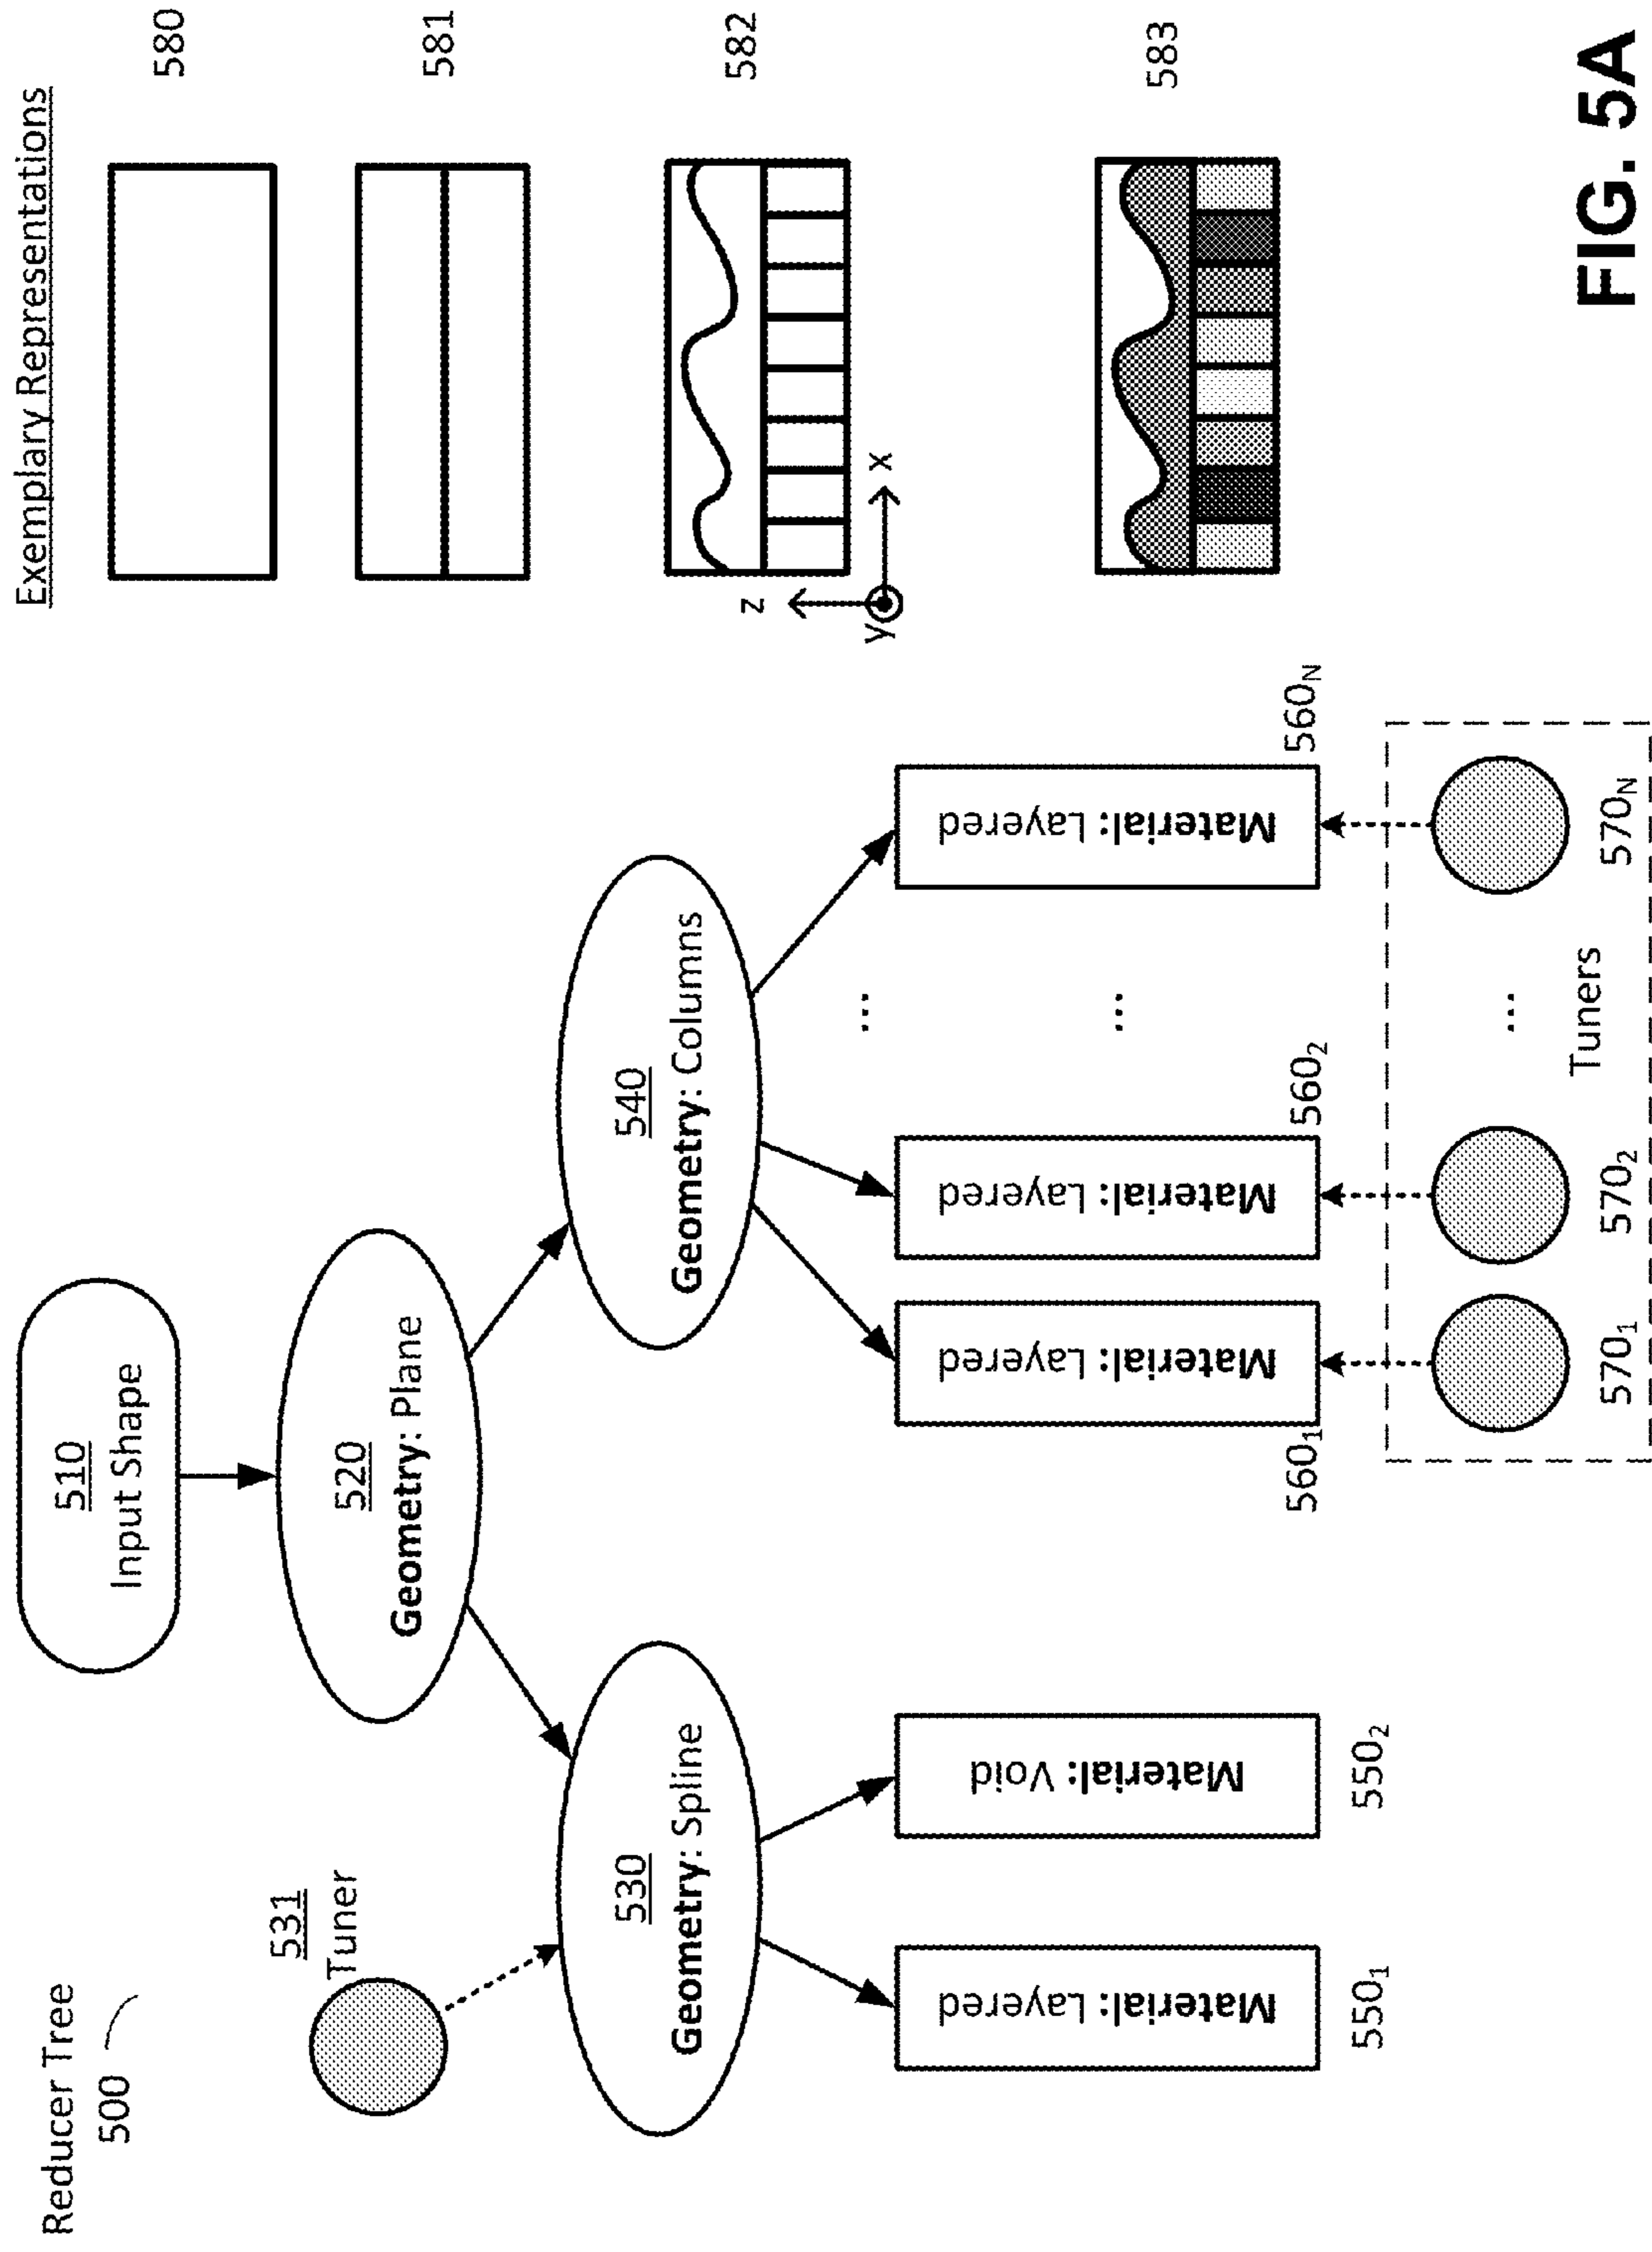 Reducer Tree
500
Exemplary Representations
510
Input Shape
580
531
Tuner
520
Geometry: Plane
581
530
Geometry: Spline
540
Geometry: Columns
582
z
y
x
...
Material: Layered
Material: Void
Material: Layered
Material: Layered
...
Material: Layered
583
550₁
550₂
560₁
560₂
560N
...
570₁
570₂
Tuners
570N
FIG. 5A